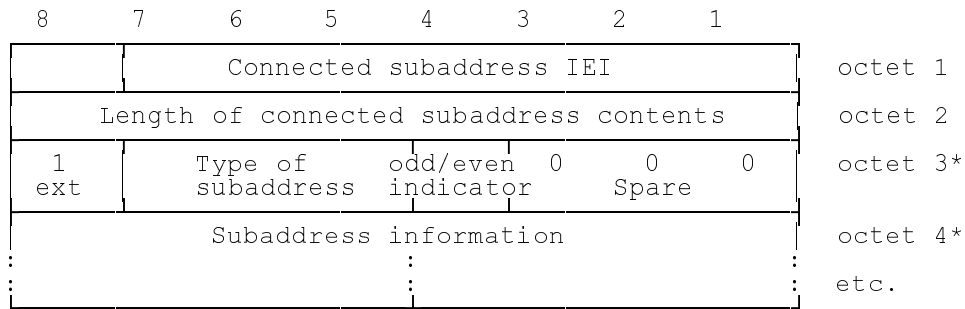 8 7 6 5 4 3 2 1
Connected subaddress IEI octet 1
Length of connected subaddress contents octet 2
1 Type of odd/even 0 0 0 octet 3*
ext subaddress indicator Spare
Subaddress information octet 4*
: : :
: : : etc.